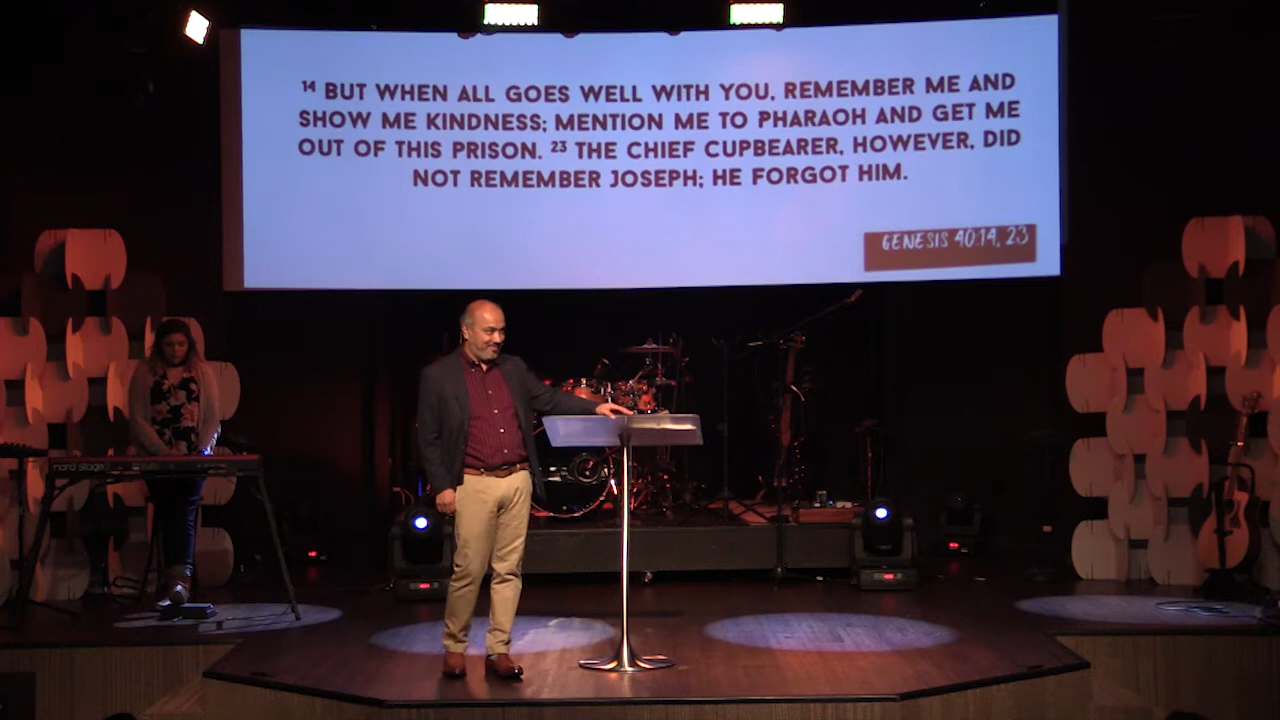 ¹⁴ BUT WHEN ALL GOES WELL WITH YOU, REMEMBER ME AND
SHOW ME KINDNESS; MENTION ME TO PHARAOH AND GET ME
OUT OF THIS PRISON. ²³ THE CHIEF CUPBEARER, HOWEVER, DID
NOT REMEMBER JOSEPH; HE FORGOT HIM.
GENESIS 40:14, 23
nord stage